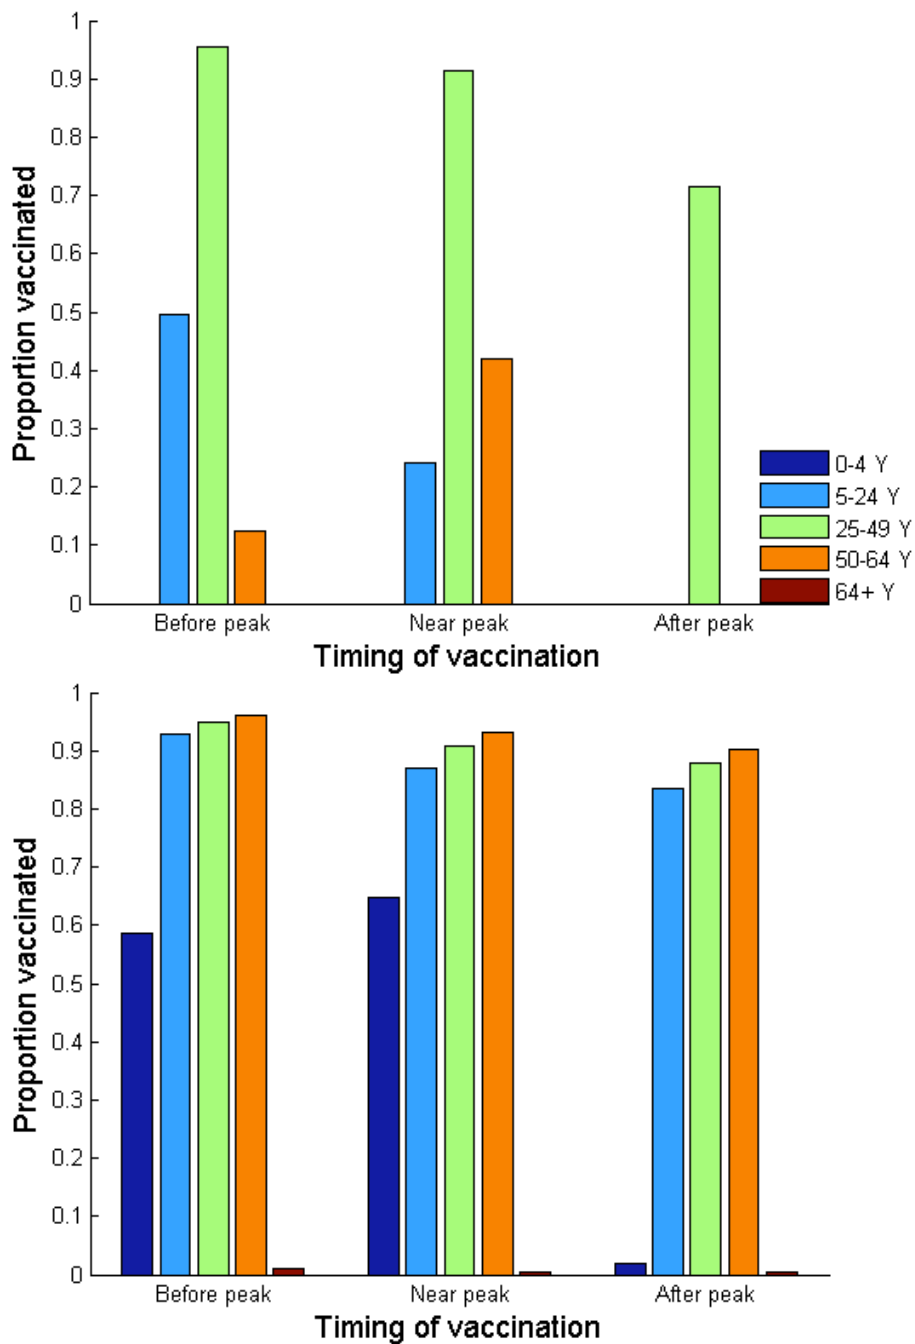 1
0.9
0.8
0.7
0.6
0.5
0.4
0.3
0.2
0.1
0
Proportion vaccinated
0-4 Y
5-24 Y
25-49 Y
50-64 Y
64+ Y
Before peak Near peak After peak
Timing of vaccination
1
0.9
0.8
0.7
0.6
0.5
0.4
0.3
0.2
0.1
0
Proportion vaccinated
Before peak Near peak After peak
Timing of vaccination